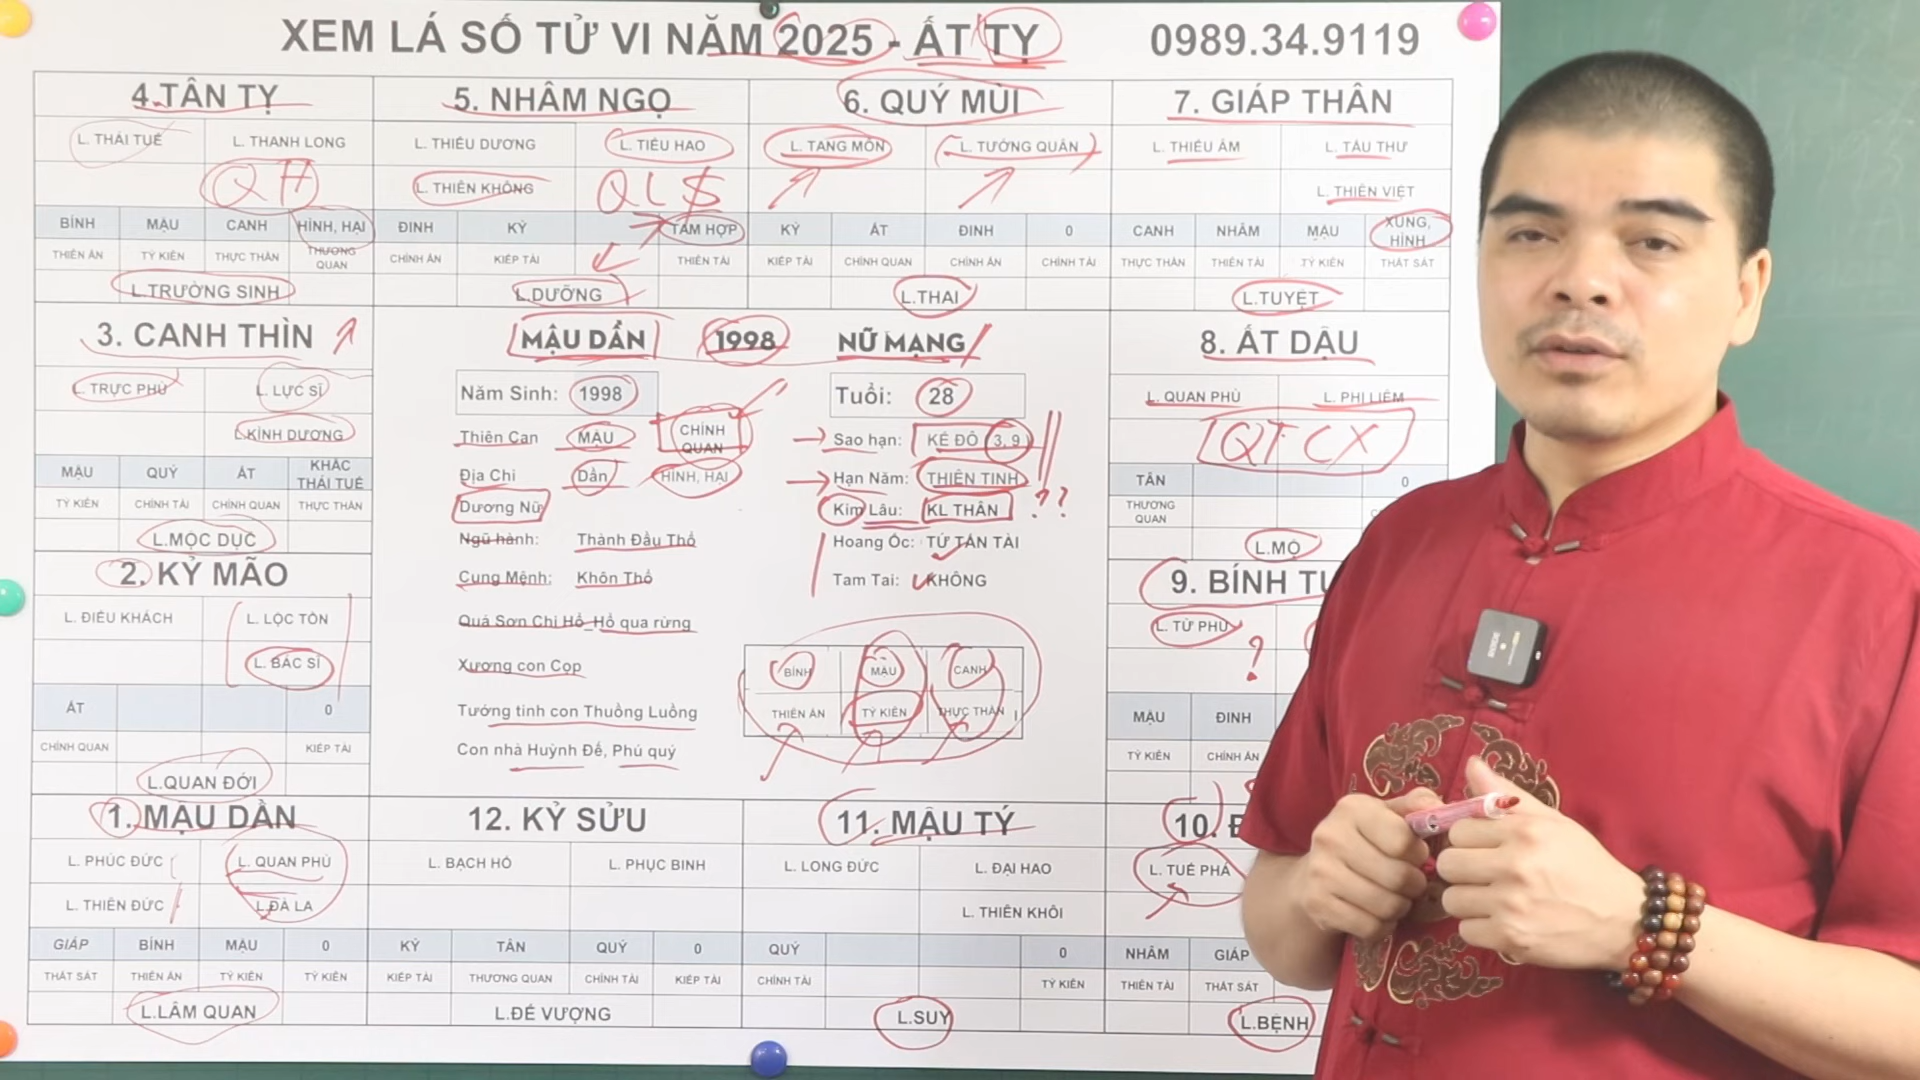 XEM LÁ SỐ TỬ VI NĂM 2025 - ẤT TỴ 0989.34.9119
4.TÂN TỴ
L. THÁI TUẾ L. THANH LONG
QH
BÍNH MẬU CANH HÌNH, HẠI
THIÊN ẤN TỶ KIÊN THỰC THẦN THƯƠNG QUAN
L.TRƯỜNG SINH
5. NHÂM NGỌ
L. THIẾU DƯƠNG L. TIỂU HAO
L. THIÊN KHÔNG QL$
ĐINH KỶ TAM HỢP
CHÍNH ẤN KIẾP TÀI THIÊN TÀI
L.DƯỠNG
6. QUÝ MÙI
L. TANG MÔN L. TƯỚNG QUÂN
KỶ ẤT ĐINH 0
KIẾP TÀI CHÍNH QUAN CHÍNH ẤN CHÍNH TÀI
L.THAI
7. GIÁP THÂN
L. THIẾU ÂM L. TẤU THƯ
L. THIÊN VIỆT
CANH NHÂM MẬU XUNG, HÌNH
THỰC THẦN THIÊN TÀI TỶ KIÊN THẤT SÁT
L.TUYỆT
3. CANH THÌN
L. TRỰC PHÙ L. LỰC SĨ
L.KÌNH DƯƠNG
MẬU QUÝ ẤT KHẮC THÁI TUẾ
TỶ KIÊN CHÍNH TÀI CHÍNH QUAN THỰC THẦN
L.MỘC DỤC
MẬU DẦN 1998 NỮ MẠNG
Năm Sinh: 1998 Tuổi: 28
Thiên Can MẬU CHÍNH QUAN Sao hạn: KẾ ĐÔ (3, 9)
Địa Chi Dần HÌNH, HẠI Hạn Năm: THIÊN TINH
Dương Nữ Kim Lâu: KL THÂN ??
Ngũ hành: Thành Đầu Thổ Hoang Ốc: TỨ TẤN TÀI
Cung Mệnh: Khôn Thổ Tam Tai: KHÔNG
Quá Sơn Chi Hổ_Hổ qua rừng
Xương con Cọp
Tướng tinh con Thuồng Luồng
Con nhà Huỳnh Đế, Phú quý
BÍNH MẬU CANH
THIÊN ẤN TỶ KIÊN THỰC THẦN
8. ẤT DẬU
L. QUAN PHÙ L. PHI LIÊM
QTCX
TÂN 0
THƯƠNG QUAN
L.MỘ
2. KỶ MÃO
L. ĐIẾU KHÁCH L. LỘC TỒN
L. BÁC SĨ
ẤT 0
CHÍNH QUAN KIẾP TÀI
L.QUAN ĐỚI
9. BÍNH TU
L. TỬ PHÙ
?
MẬU ĐINH
TỶ KIÊN CHÍNH ẤN
1. MẬU DẦN
L. PHÚC ĐỨC L. QUAN PHÙ
L. THIÊN ĐỨC L.ĐÀ LA
GIÁP BÍNH MẬU 0
THẤT SÁT THIÊN ẤN TỶ KIÊN TỶ KIÊN
L.LÂM QUAN
12. KỶ SỬU
L. BẠCH HỔ L. PHỤC BINH
KỶ TÂN QUÝ 0
KIẾP TÀI THƯƠNG QUAN CHÍNH TÀI KIẾP TÀI
L.ĐẾ VƯỢNG
11. MẬU TÝ
L. LONG ĐỨC L. ĐẠI HAO
L. THIÊN KHÔI
QUÝ 0
CHÍNH TÀI TỶ KIÊN
L.SUY
10. Đ
L. TUẾ PHÁ
NHÂM GIÁP
THIÊN TÀI THẤT SÁT
L.BỆNH